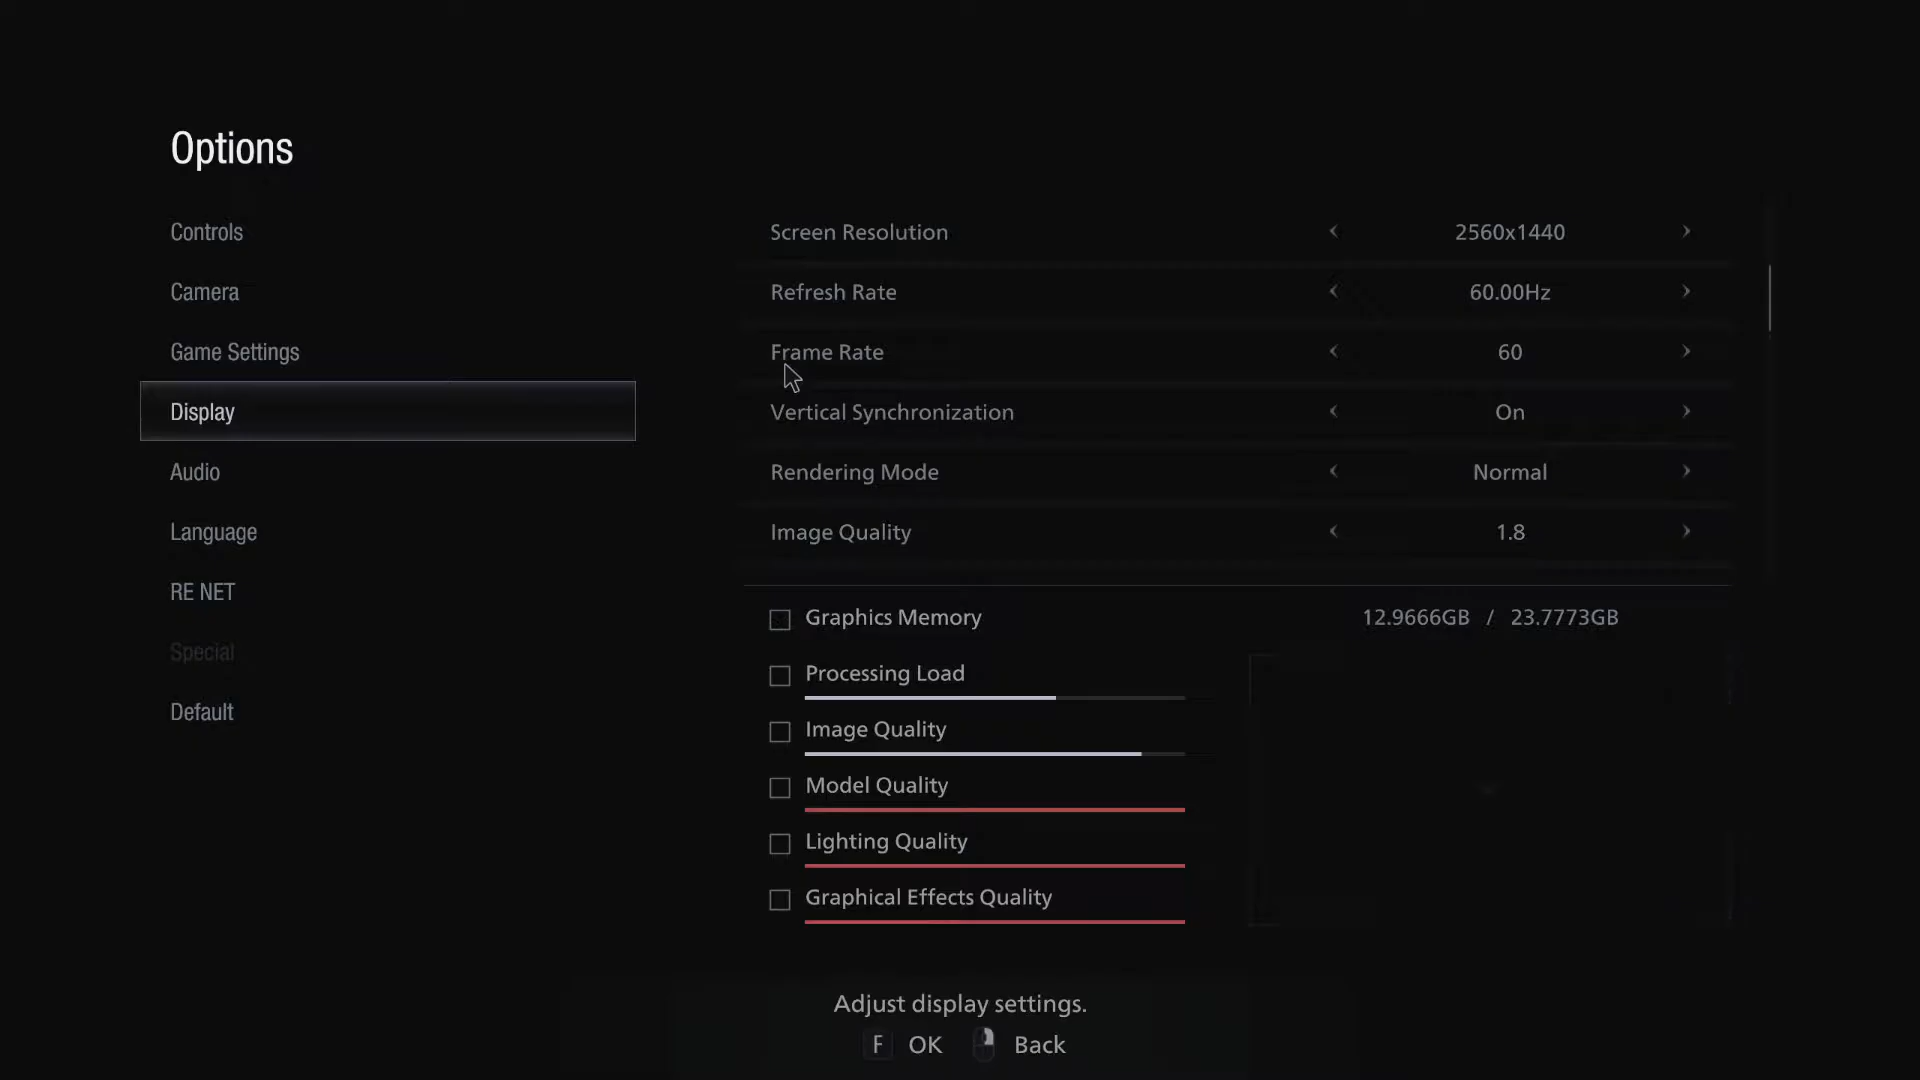 Options
Controls
Camera
Game Settings
Display
Audio
Language
RE NET
Special
Default
Screen Resolution 2560x1440
Refresh Rate 60.00Hz
Frame Rate 60
Vertical Synchronization On
Rendering Mode Normal
Image Quality 1.8
Graphics Memory 12.9666GB / 23.7773GB
Processing Load
Image Quality
Model Quality
Lighting Quality
Graphical Effects Quality
Adjust display settings.
F OK Back